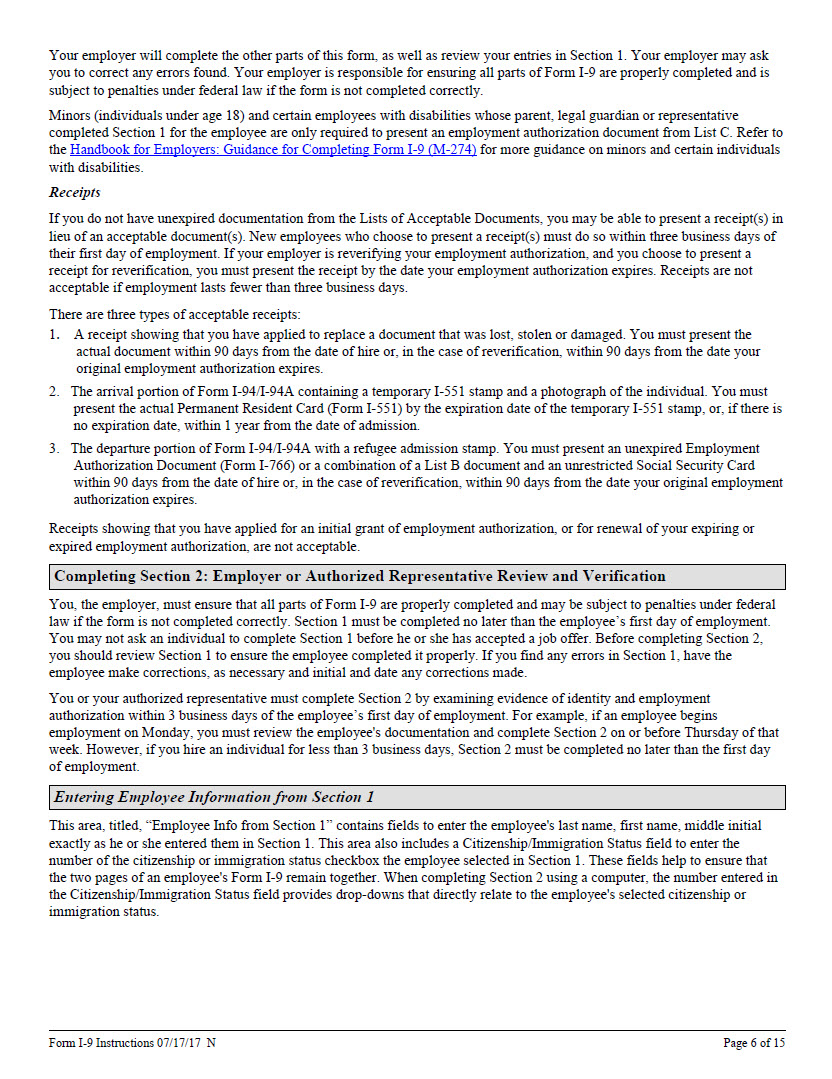 Your employer will complete the other parts of this form, as well as review your entries in Section 1. Your employer may ask
you to correct any errors found. Your employer is responsible for ensuring all parts of Form I-9 are properly completed and is
subject to penalties under federal law if the form is not completed correctly.
Minors (individuals under age 18) and certain employees with disabilities whose parent, legal guardian or representative
completed Section 1 for the employee are only required to present an employment authorization document from List C. Refer to
the Handbook for Employers: Guidance for Completing Form I-9 (M-274) for more guidance on minors and certain individuals
with disabilities.
Receipts
If you do not have unexpired documentation from the Lists of Acceptable Documents, you may be able to present a receipt(s) in
lieu of an acceptable document(s). New employees who choose to present a receipt(s) must do so within three business days of
their first day of employment. If your employer is reverifying your employment authorization, and you choose to present a
receipt for reverification, you must present the receipt by the date your employment authorization expires. Receipts are not
acceptable if employment lasts fewer than three business days.
There are three types of acceptable receipts:
1. A receipt showing that you have applied to replace a document that was lost, stolen or damaged. You must present the
actual document within 90 days from the date of hire or, in the case of reverification, within 90 days from the date your
original employment authorization expires.
2. The arrival portion of Form I-94/I-94A containing a temporary I-551 stamp and a photograph of the individual. You must
present the actual Permanent Resident Card (Form I-551) by the expiration date of the temporary I-551 stamp, or, if there is
no expiration date, within 1 year from the date of admission.
3. The departure portion of Form I-94/I-94A with a refugee admission stamp. You must present an unexpired Employment
Authorization Document (Form I-766) or a combination of a List B document and an unrestricted Social Security Card
within 90 days from the date of hire or, in the case of reverification, within 90 days from the date your original employment
authorization expires.
Receipts showing that you have applied for an initial grant of employment authorization, or for renewal of your expiring or
expired employment authorization, are not acceptable.
Completing Section 2: Employer or Authorized Representative Review and Verification
You, the employer, must ensure that all parts of Form I-9 are properly completed and may be subject to penalties under federal
law if the form is not completed correctly. Section 1 must be completed no later than the employee’s first day of employment.
You may not ask an individual to complete Section 1 before he or she has accepted a job offer. Before completing Section 2,
you should review Section 1 to ensure the employee completed it properly. If you find any errors in Section 1, have the
employee make corrections, as necessary and initial and date any corrections made.
You or your authorized representative must complete Section 2 by examining evidence of identity and employment
authorization within 3 business days of the employee’s first day of employment. For example, if an employee begins
employment on Monday, you must review the employee's documentation and complete Section 2 on or before Thursday of that
week. However, if you hire an individual for less than 3 business days, Section 2 must be completed no later than the first day
of employment.
Entering Employee Information from Section 1
This area, titled, “Employee Info from Section 1” contains fields to enter the employee's last name, first name, middle initial
exactly as he or she entered them in Section 1. This area also includes a Citizenship/Immigration Status field to enter the
number of the citizenship or immigration status checkbox the employee selected in Section 1. These fields help to ensure that
the two pages of an employee's Form I-9 remain together. When completing Section 2 using a computer, the number entered in
the Citizenship/Immigration Status field provides drop-downs that directly relate to the employee's selected citizenship or
immigration status.
Form I-9 Instructions 07/17/17 N
Page 6 of 15